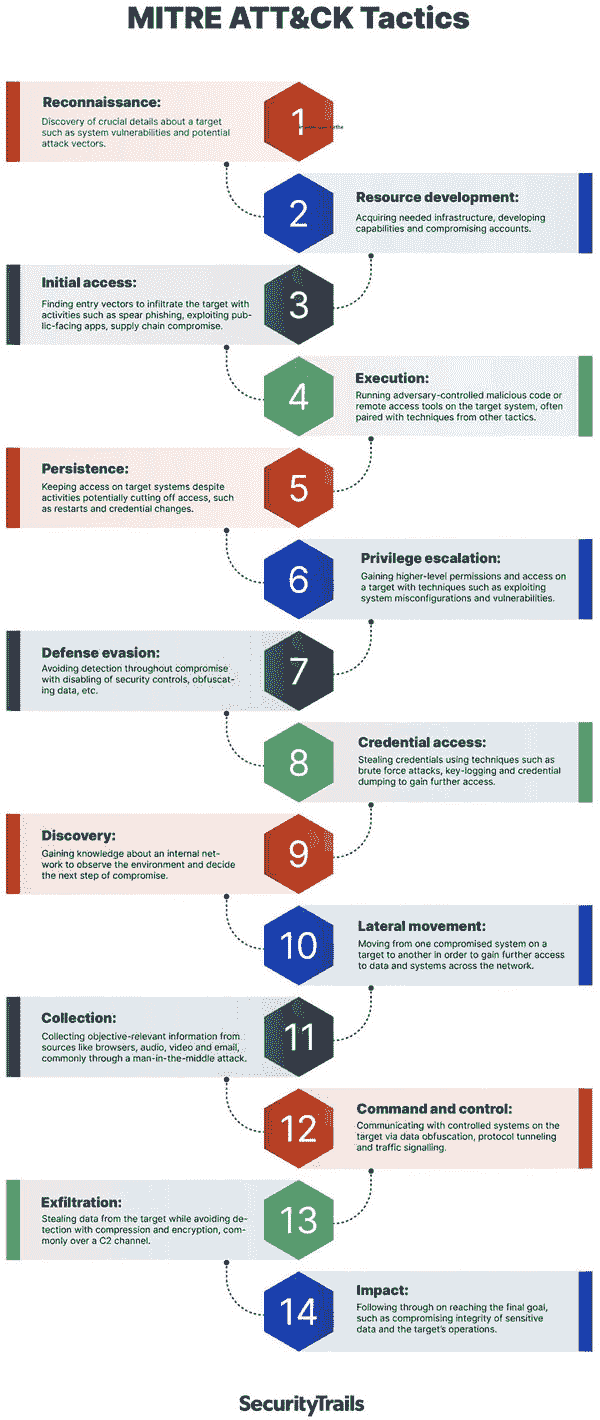 MITRE ATT&CK Tactics
Reconnaissance:
Discovery of crucial details about a target
such as system vulnerabilities and potential
attack vectors.
1
2
Resource development:
Acquiring needed infrastructure, developing
capabilities and compromising accounts.
Initial access:
Finding entry vectors to infiltrate the target with
activities such as spear phishing, exploiting pub-
lic-facing apps, supply chain compromise.
3
4
Execution:
Running adversary-controlled malicious code or
remote access tools on the target system, often
paired with techniques from other tactics.
Persistence:
Keeping access on target systems despite
activities potentially cutting off access, such
as restarts and credential changes.
5
6
Privilege escalation:
Gaining higher-level permissions and access on
a target with techniques such as exploiting
system misconfigurations and vulnerabilities.
Defense evasion:
Avoiding detection throughout compromise
with disabling of security controls, obfuscat-
ing data, etc.
7
8
Credential access:
Stealing credentials using techniques such as
brute force attacks, key-logging and credential
dumping to gain further access.
Discovery:
Gaining knowledge about an internal net-
work to observe the environment and decide
the next step of compromise.
9
10
Lateral movement:
Moving from one compromised system on a
target to another in order to gain further access
to data and systems across the network.
Collection:
Collecting objective-relevant information from
sources like browsers, audio, video and email,
commonly through a man-in-the-middle attack.
11
12
Command and control:
Communicating with controlled systems on the
target via data obfuscation, protocol tunneling
and traffic signalling.
Exfiltration:
Stealing data from the target while avoiding de-
tection with compression and encryption, com-
monly over a C2 channel.
13
14
Impact:
Following through on reaching the final goal,
such as compromising integrity of sensitive
data and the target's operations.
SecurityTrails